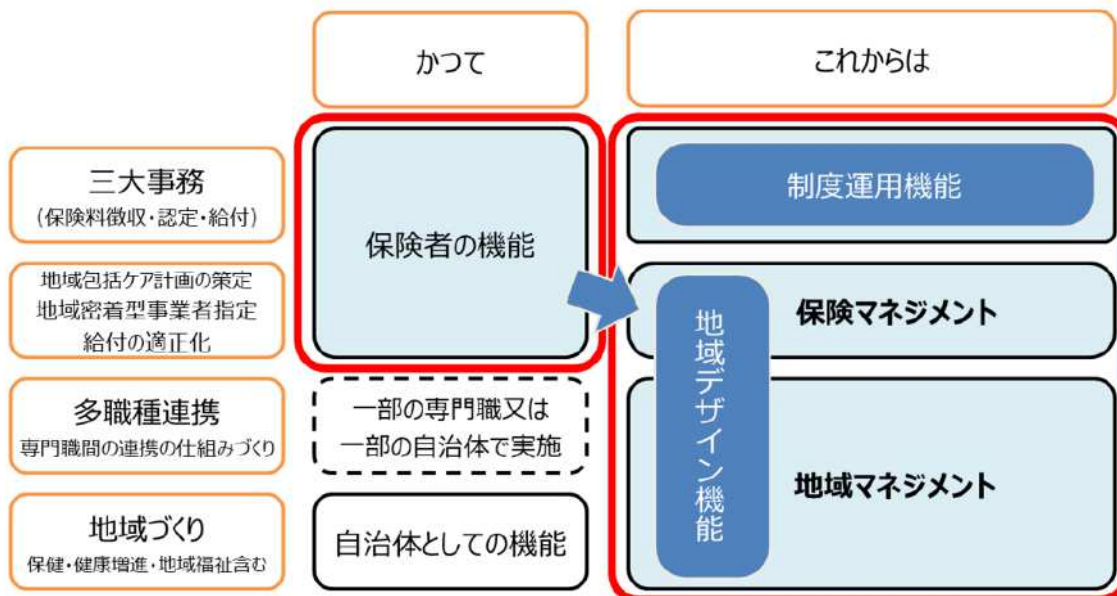 かつて
これからは
三大事務
(保険料徴収・認定・給付)
保険者の機能
制度運用機能
地域包括ケア計画の策定
地域密着型事業者指定
給付の適正化
地域デザイン機能
保険マネジメント
多職種連携
専門職間の連携の仕組みづくり
一部の専門職又は
一部の自治体で実施
地域マネジメント
地域づくり
保健・健康増進・地域福祉含む
自治体としての機能